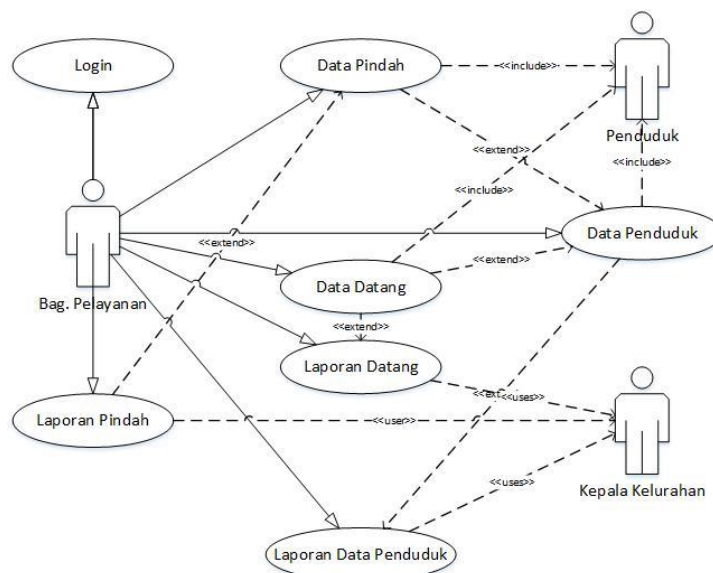 Login
Data Pindah
<<include>>
Penduduk
<<extend>>
<<include>>
<<include>>
<<extend>>
Data Penduduk
<<extend>>
Bag. Pelayanan
Data Datang
<<extend>>
Laporan Datang
<<uses>>
Laporan Pindah
<<user>>
<<uses>>
Kepala Kelurahan
Laporan Data Penduduk